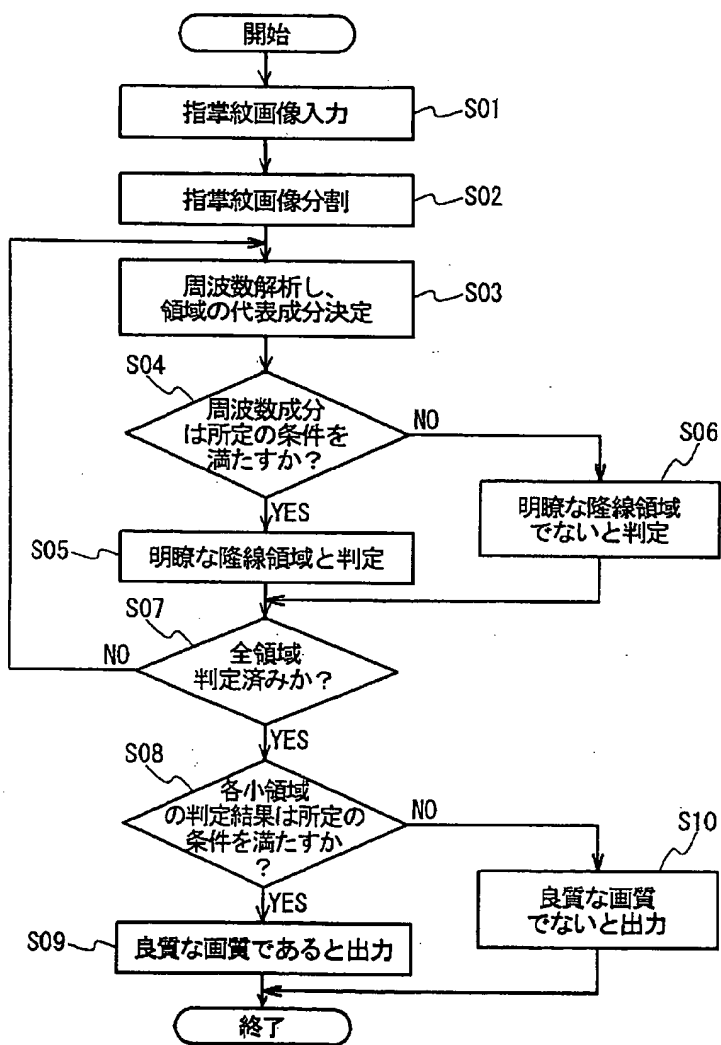 開始
指掌紋画像入力
S01
指掌紋画像分割
S02
周波数解析し、
領域の代表成分決定
S03
S04
周波数成分
は所定の条件を
満たすか？
NO
YES
S06
明瞭な隆線領域
でないと判定
S05
明瞭な隆線領域と判定
S07
全領域
判定済みか？
NO
YES
S08
各小領域
の判定結果は所定の
条件を満たすか
？
NO
YES
S10
良質な画質
でないと出力
S09
良質な画質であると出力
終了